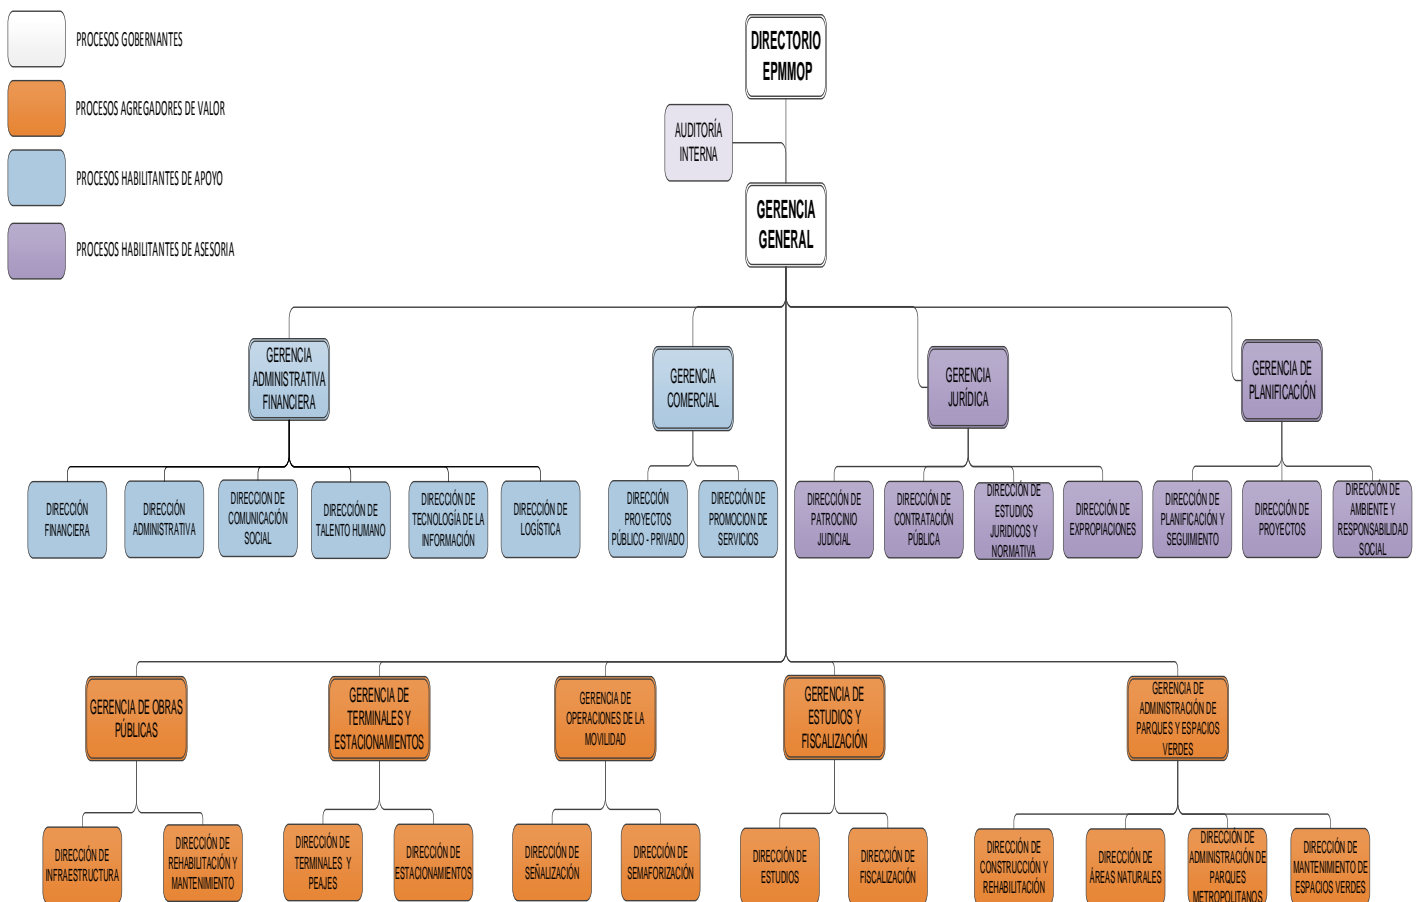 PROCESOS GOBERNANTES
PROCESOS AGREGADORES DE VALOR
PROCESOS HABILITANTES DE APOYO
PROCESOS HABILITANTES DE ASESORIA
DIRECTORIO
EPMMOP
AUDITORÍA
INTERNA
GERENCIA
GENERAL
GERENCIA
ADMINISTRATIVA
FINANCIERA
GERENCIA
COMERCIAL
GERENCIA
JURÍDICA
GERENCIA DE
PLANIFICACIÓN
DIRECCIÓN
FINANCIERA
DIRECCIÓN
ADMINISTRATIVA
DIRECCION DE
COMUNICACIÓN
SOCIAL
DIRECCIÓN DE
TALENTO HUMANO
DIRECCIÓN DE
TECNOLOGÍA DE LA
INFORMACIÓN
DIRECCIÓN DE
LOGÍSTICA
DIRECCIÓN
PROYECTOS
PÚBLICO - PRIVADO
DIRECCIÓN DE
PROMOCION DE
SERVICIOS
DIRECCIÓN DE
PATROCINIO
JUDICIAL
DIRECCIÓN DE
CONTRATACIÓN
PÚBLICA
DIRECCIÓN DE
ESTUDIOS
JURIDICOS Y
NORMATIVA
DIRECCIÓN DE
EXPROPIACIONES
DIRECCIÓN DE
PLANIFICACIÓN Y
SEGUIMIENTO
DIRECCIÓN DE
PROYECTOS
DIRECCIÓN DE
AMBIENTE Y
RESPONSABILIDAD
SOCIAL
GERENCIA DE OBRAS
PÚBLICAS
GERENCIA DE
TERMINALES Y
ESTACIONAMIENTOS
GERENCIA DE
OPERACIONES DE LA
MOVILIDAD
GERENCIA DE
ESTUDIOS Y
FISCALIZACIÓN
GERENCIA DE
ADMINISTRACIÓN DE
PARQUES Y ESPACIOS
VERDES
DIRECCIÓN DE
INFRAESTRUCTURA
DIRECCIÓN DE
REHABILITACIÓN Y
MANTENIMIENTO
DIRECCIÓN DE
TERMINALES Y
PEAJES
DIRECCIÓN DE
ESTACIONAMIENTOS
DIRECCIÓN DE
SEÑALIZACIÓN
DIRECCIÓN DE
SEMAFORIZACIÓN
DIRECCIÓN DE
ESTUDIOS
DIRECCIÓN DE
FISCALIZACIÓN
DIRECCIÓN DE
CONSTRUCCIÓN Y
REHABILITACIÓN
DIRECCIÓN DE
ÁREAS NATURALES
DIRECCIÓN DE
ADMINISTRACIÓN DE
PARQUES
METROPOLITANOS
DIRECCIÓN DE
MANTENIMIENTO DE
ESPACIOS VERDES